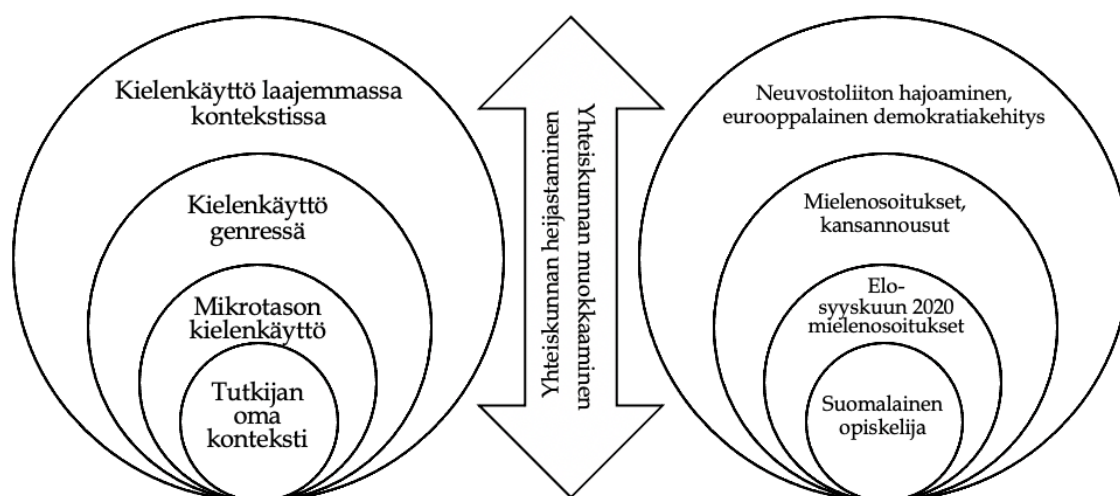 Kielenkäyttö laajemmassa
kontekstissa
Kielenkäyttö
genressä
Mikrotason
kielenkäyttö
Tutkijan
oma
konteksti
Yhteiskunnan heijastaminen
Yhteiskunnan muokkaaminen
Neuvostoliiton hajoaminen,
eurooppalainen demokratiakehitys
Mielenosoitukset,
kansannousut
Elo-
syyskuun 2020
mielenosoitukset
Suomalainen
opiskelija